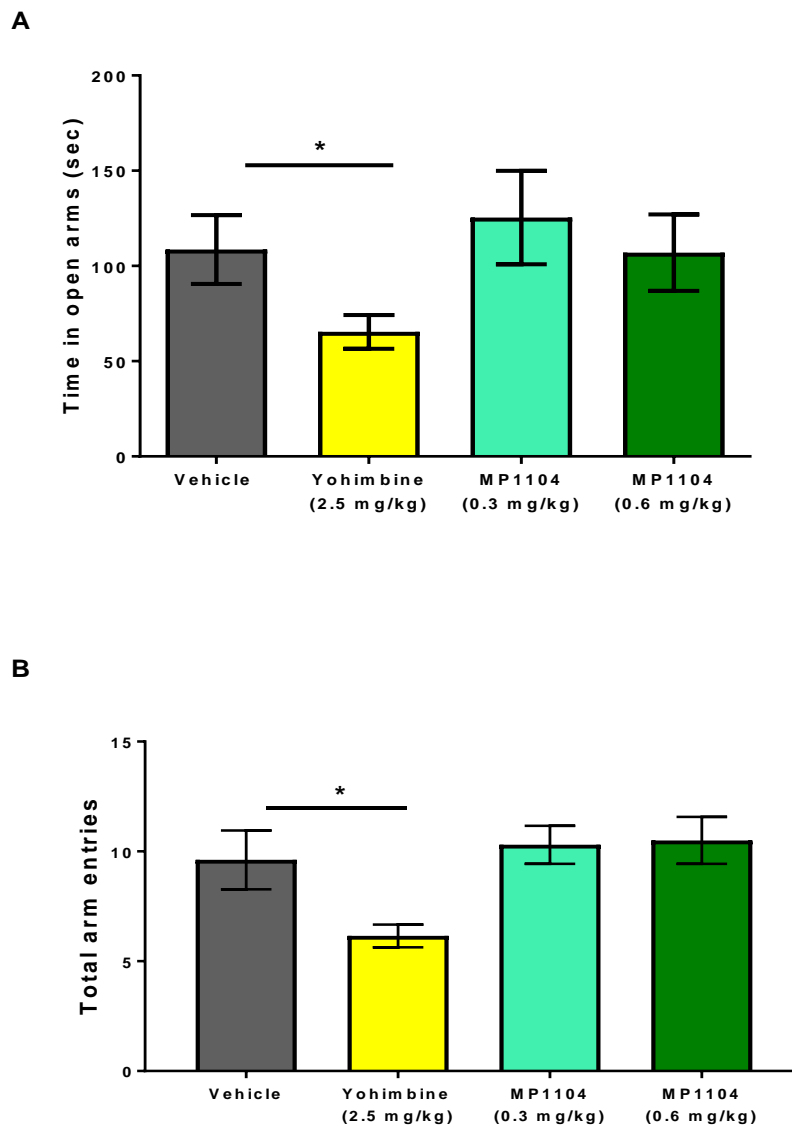 A
Time in open arms (sec)
200
150
100
50
0
*
Vehicle
Yohimbine
(2.5 mg/kg)
MP1104
(0.3 mg/kg)
MP1104
(0.6 mg/kg)
B
Total arm entries
15
10
5
0
*
Vehicle
Yohimbine
(2.5 mg/kg)
MP1104
(0.3 mg/kg)
MP1104
(0.6 mg/kg)